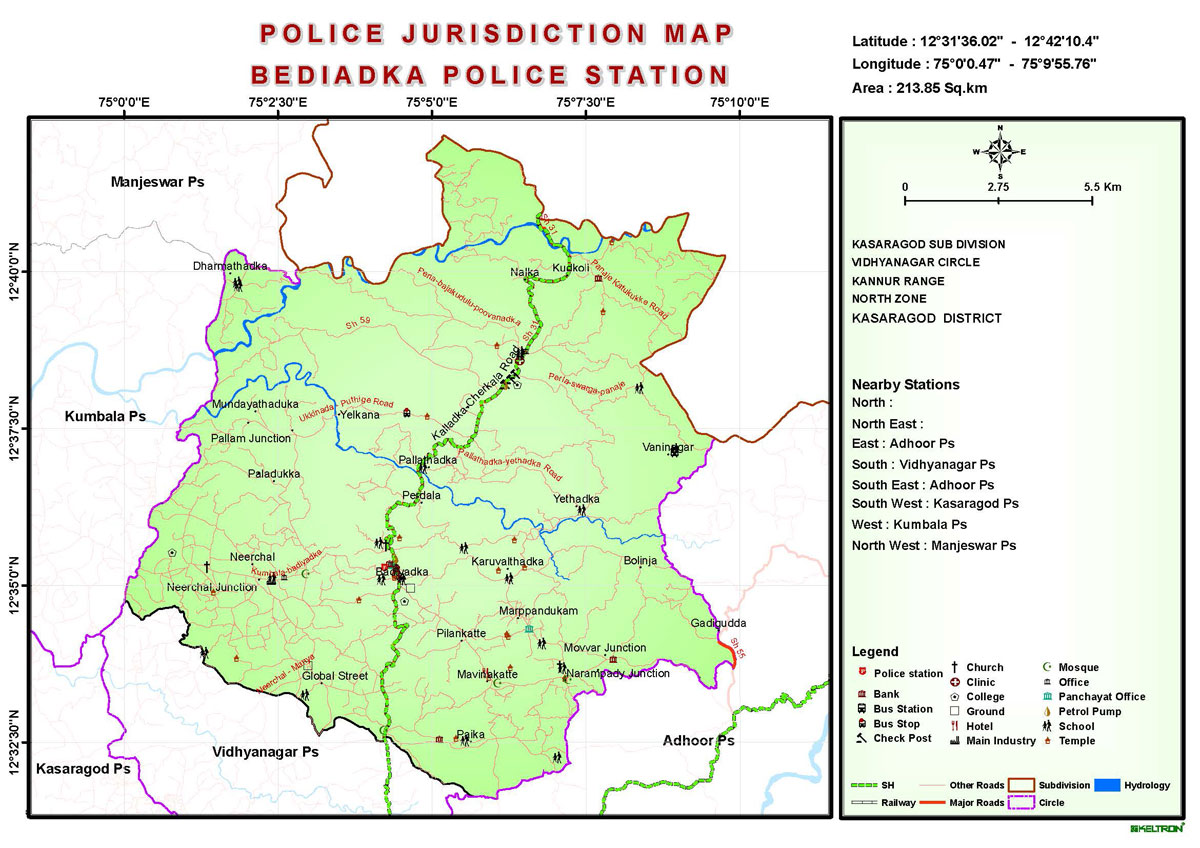 POLICE JURISDICTION MAP
BEDIADKA POLICE STATION
Latitude : 12°31'36.02" - 12°42'10.4"
Longitude : 75°0'0.47" - 75°9'55.76"
Area : 213.85 Sq.km
75°0'0"E
75°2'30"E
75°5'0"E
75°7'30"E
75°10'0"E
12°40'0"N
12°37'30"N
12°35'0"N
12°32'30"N
Manjeswar Ps
Dharmathadka
Nalka
Kudkoli
Sh 31
Panaje Katukukke Road
Perla-bajakudulu-poovanadka
Sh 59
Sh 31
Kalladka-Cherkala Road
Perla-swarga-panaje
Kumbala Ps
Mundayathaduka
Ukkinada - Puthige Road
Yelkana
Pallam Junction
Vaninagar
Pallathadka
Pallathadka-yethadka Road
Paladukka
Perdala
Yethadka
Neerchal
Kumbala-badiyadka
Badiyadka
Karuvalthadka
Bolinja
Neerchal Junction
Marppandukam
Gadigudda
Pilankatte
Sh 55
Movvar Junction
Neerchal - Manya
Global Street
Mavinakatte
Narampady Junction
Paika
Vidhyanagar Ps
Adhoor Ps
Kasaragod Ps
N
W
E
S
0
2.75
5.5 Km
KASARAGOD SUB DIVISION
VIDHYANAGAR CIRCLE
KANNUR RANGE
NORTH ZONE
KASARAGOD DISTRICT
Nearby Stations
North :
North East :
East : Adhoor Ps
South : Vidhyanagar Ps
South East : Adhoor Ps
South West : Kasaragod Ps
West : Kumbala Ps
North West : Manjeswar Ps
Legend
Police station
Bank
Bus Station
Bus Stop
Check Post
Church
Clinic
College
Ground
Hotel
Main Industry
Mosque
Office
Panchayat Office
Petrol Pump
School
Temple
SH
Other Roads
Subdivision
Hydrology
Railway
Major Roads
Circle
KELTRON